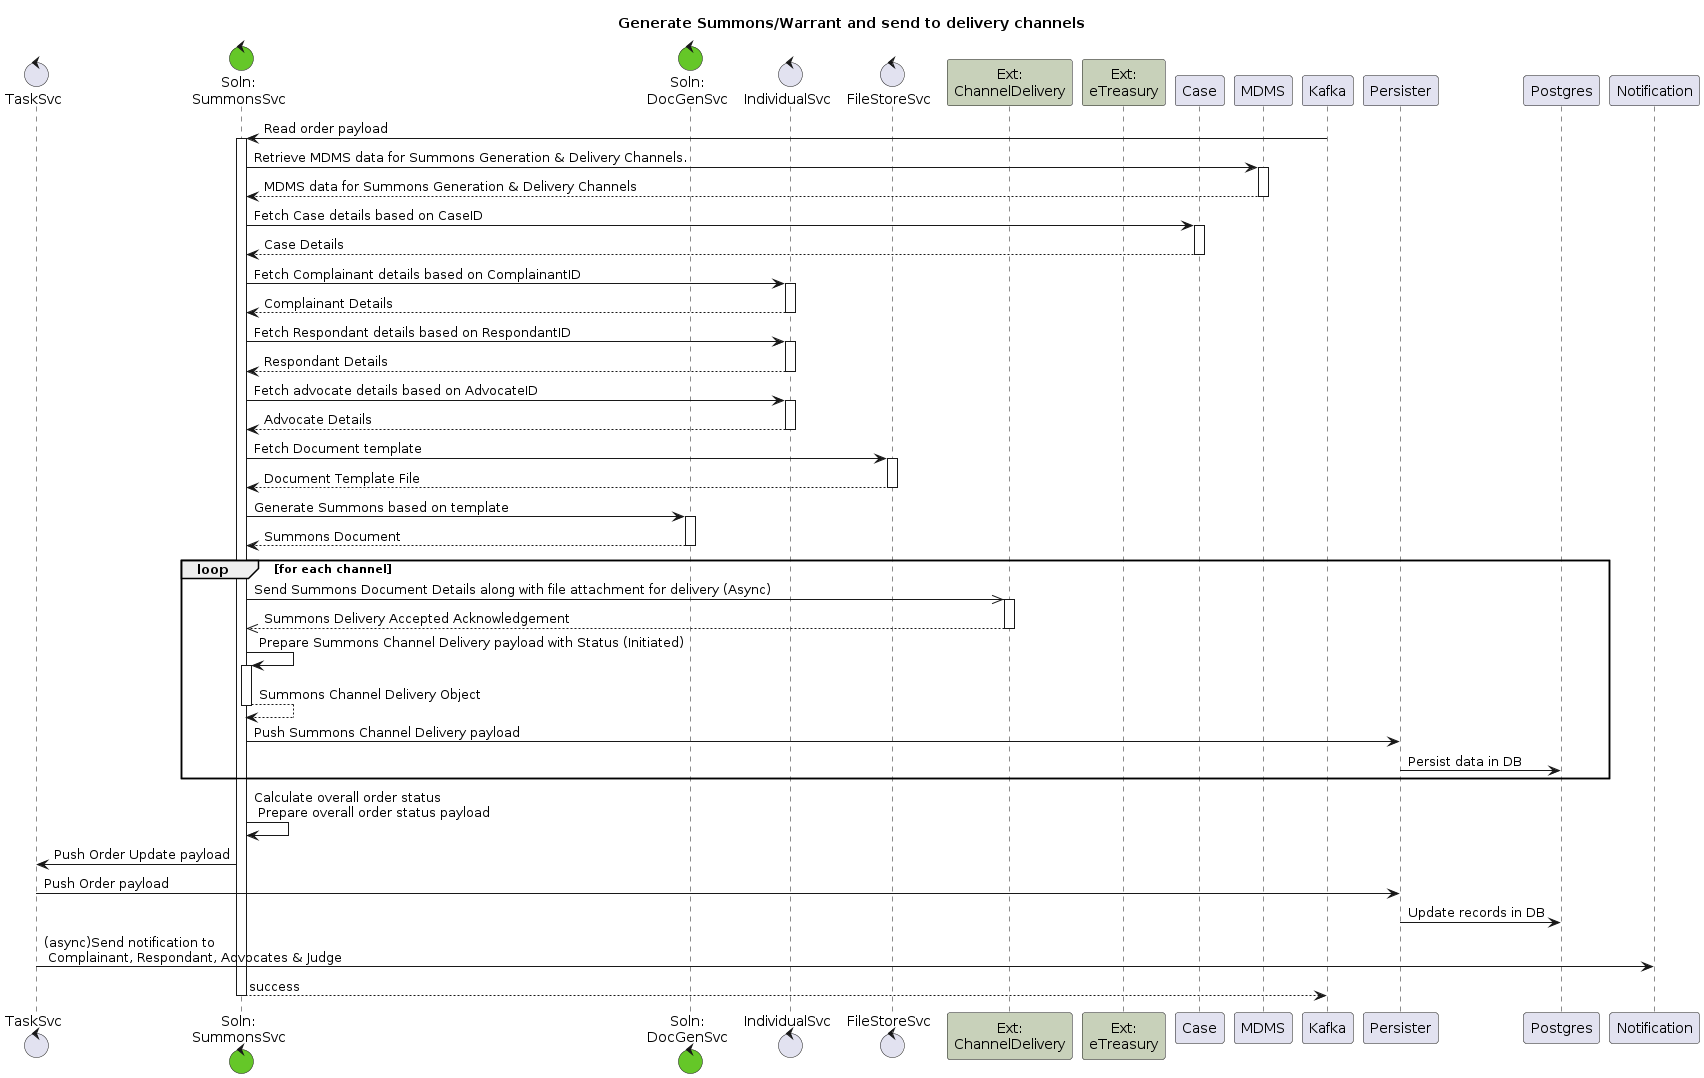 Generate Summons/Warrant and send to delivery channels
TaskSvc
Soln:
SummonsSvc
Soln:
DocGenSvc
IndividualSvc
FileStoreSvc
Ext:
ChannelDelivery
Ext:
eTreasury
Case
MDMS
Kafka
Persister
Postgres
Notification
Read order payload
Retrieve MDMS data for Summons Generation & Delivery Channels.
MDMS data for Summons Generation & Delivery Channels
Fetch Case details based on CaseID
Case Details
Fetch Complainant details based on ComplainantID
Complainant Details
Fetch Respondant details based on RespondantID
Respondant Details
Fetch advocate details based on AdvocateID
Advocate Details
Fetch Document template
Document Template File
Generate Summons based on template
Summons Document
loop [for each channel]
Send Summons Document Details along with file attachment for delivery (Async)
Summons Delivery Accepted Acknowledgement
Prepare Summons Channel Delivery payload with Status (Initiated)
Summons Channel Delivery Object
Push Summons Channel Delivery payload
Persist data in DB
Calculate overall order status
Prepare overall order status payload
Push Order Update payload
Push Order payload
Update records in DB
(async)Send notification to
Complainant, Respondant, Advocates & Judge
success
TaskSvc
Soln:
SummonsSvc
Soln:
DocGenSvc
IndividualSvc
FileStoreSvc
Ext:
ChannelDelivery
Ext:
eTreasury
Case
MDMS
Kafka
Persister
Postgres
Notification